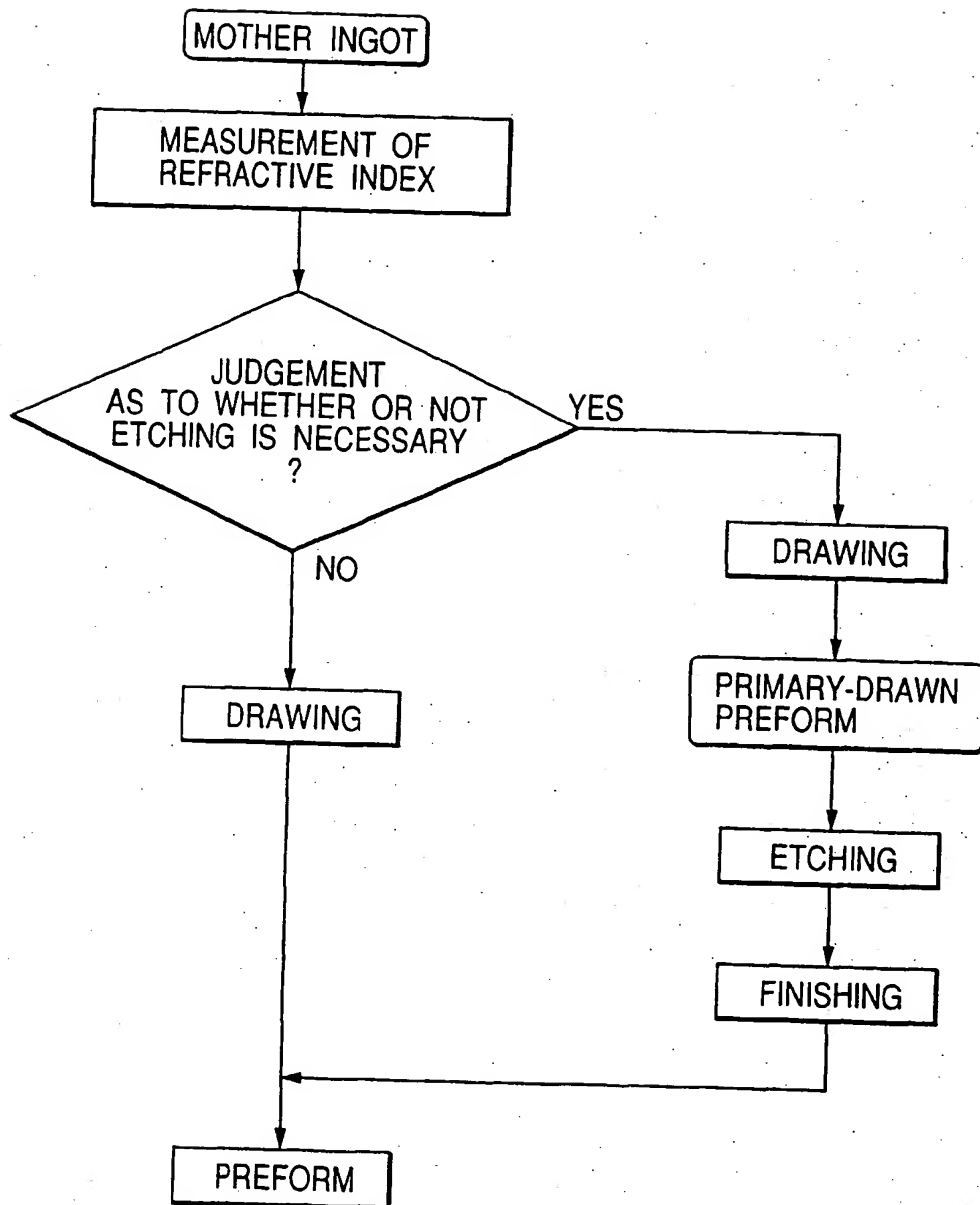 MOTHER INGOT
MEASUREMENT OF
REFRACTIVE INDEX
JUDGEMENT
AS TO WHETHER OR NOT
ETCHING IS NECESSARY
?
YES
NO
DRAWING
PRIMARY-DRAWN
PREFORM
ETCHING
FINISHING
DRAWING
PREFORM